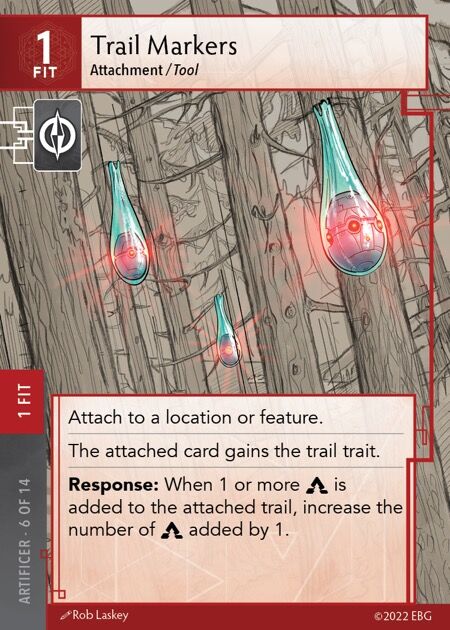 1
FIT
Trail Markers
Attachment / Tool
1 FIT
Attach to a location or feature.
The attached card gains the trail trait.
Response: When 1 or more is
added to the attached trail, increase the
number of added by 1.
ARTIFICER - 6 OF 14
Rob Laskey
©2022 EBG